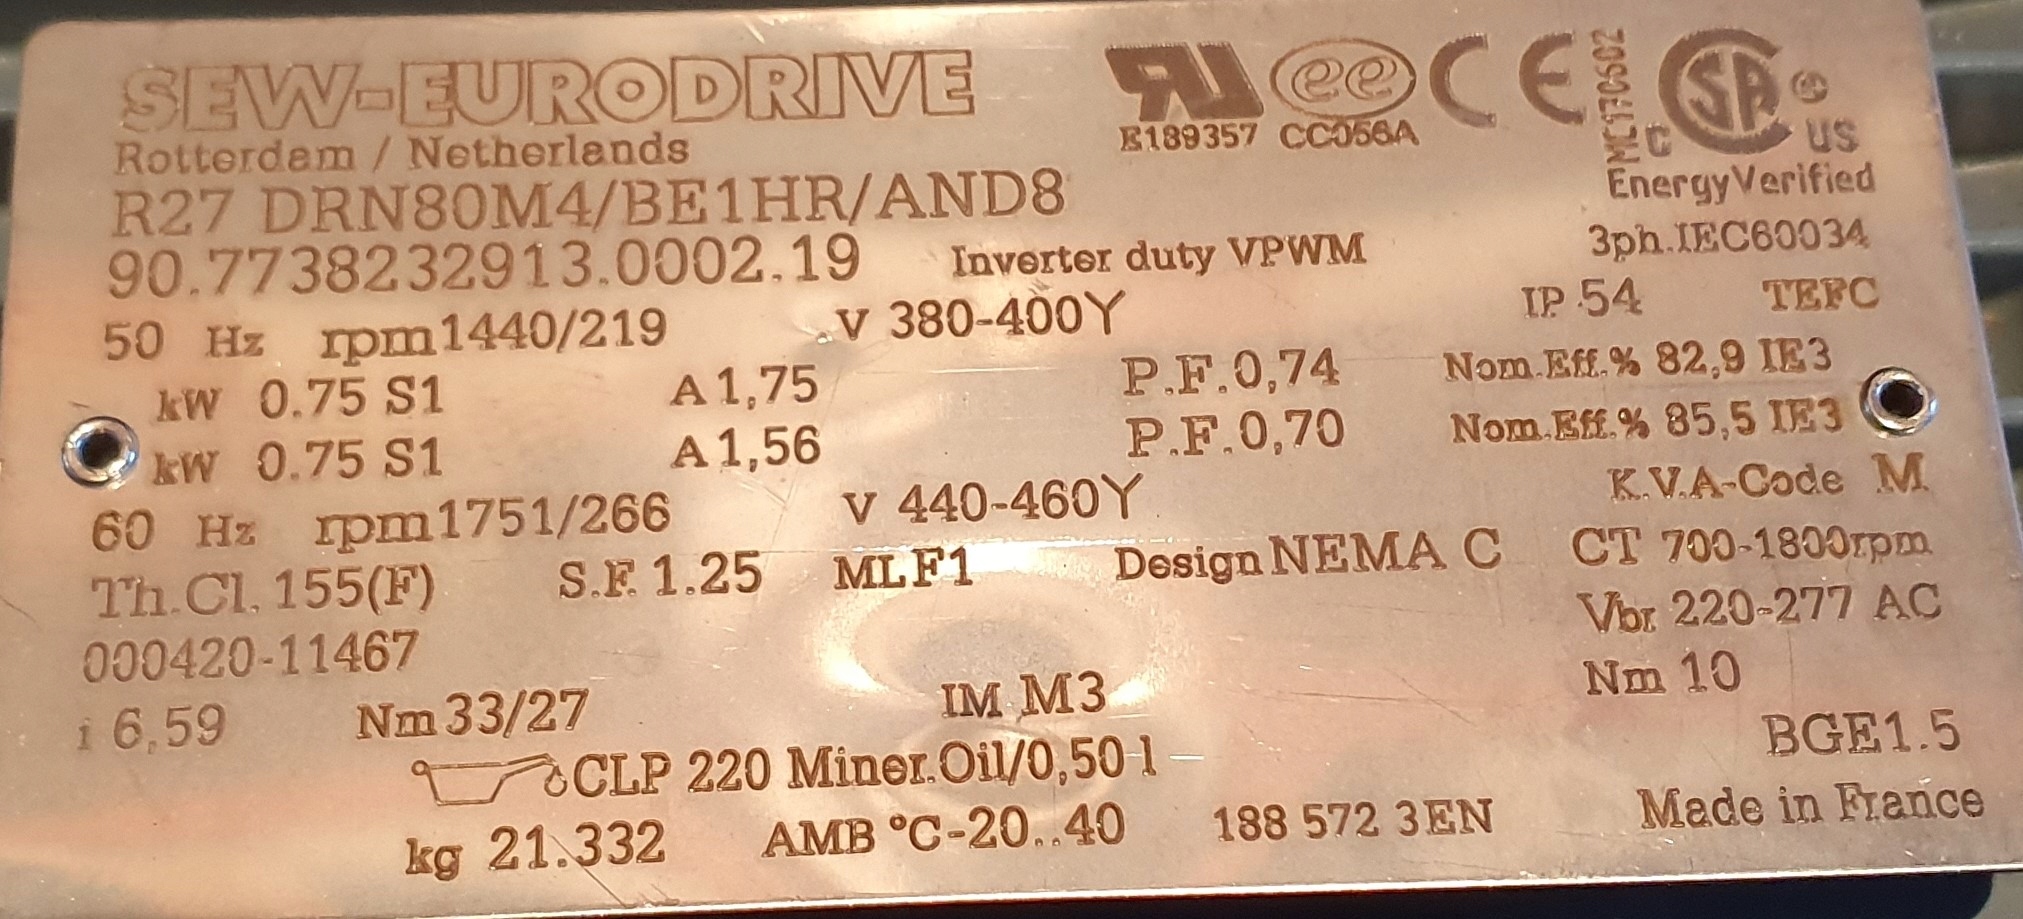 SEW-EURODRIVE
Rotterdam / Netherlands
E189357 CC056A
ee CE
MC170602
CSA
C US
EnergyVerified
R27 DRN80M4/BE1HR/AND8
90.7738232913.0002.19 Inverter duty VPWM 3ph.IEC60034
50 Hz rpm 1440/219 V 380-400Y IP 54 TEFC
kW 0.75 S1 A 1,75 P.F.0,74 Nom.Eff.% 82,9 IE3
kW 0.75 S1 A 1,56 P.F.0,70 Nom.Eff.% 85,5 IE3
60 Hz rpm 1751/266 V 440-460Y K.V.A-Code M
Th.Cl. 155(F) S.F. 1.25 MLF1 Design NEMA C CT 700-1800rpm
000420-11467 Vbr 220-277 AC
i 6,59 Nm 33/27 IM M3 Nm 10
CLP 220 Miner.Oil/0,50 l BGE1.5
kg 21.332 AMB °C -20..40 188 572 3EN Made in France